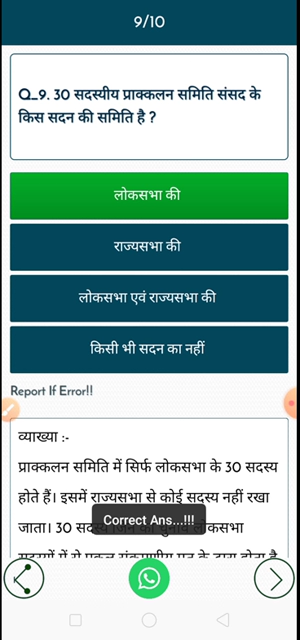 9/10
Q_9. 30 सदस्यीय प्राक्कलन समिति संसद के
किस सदन की समिति है ?
लोकसभा की
राज्यसभा की
लोकसभा एवं राज्यसभा की
किसी भी सदन का नहीं
Report If Error!!
व्याख्या :-
प्राक्कलन समिति में सिर्फ लोकसभा के 30 सदस्य
होते हैं। इसमें राज्यसभा से कोई सदस्य नहीं रखा
जाता। 30 लोकसभा
Correct Ans...!!!